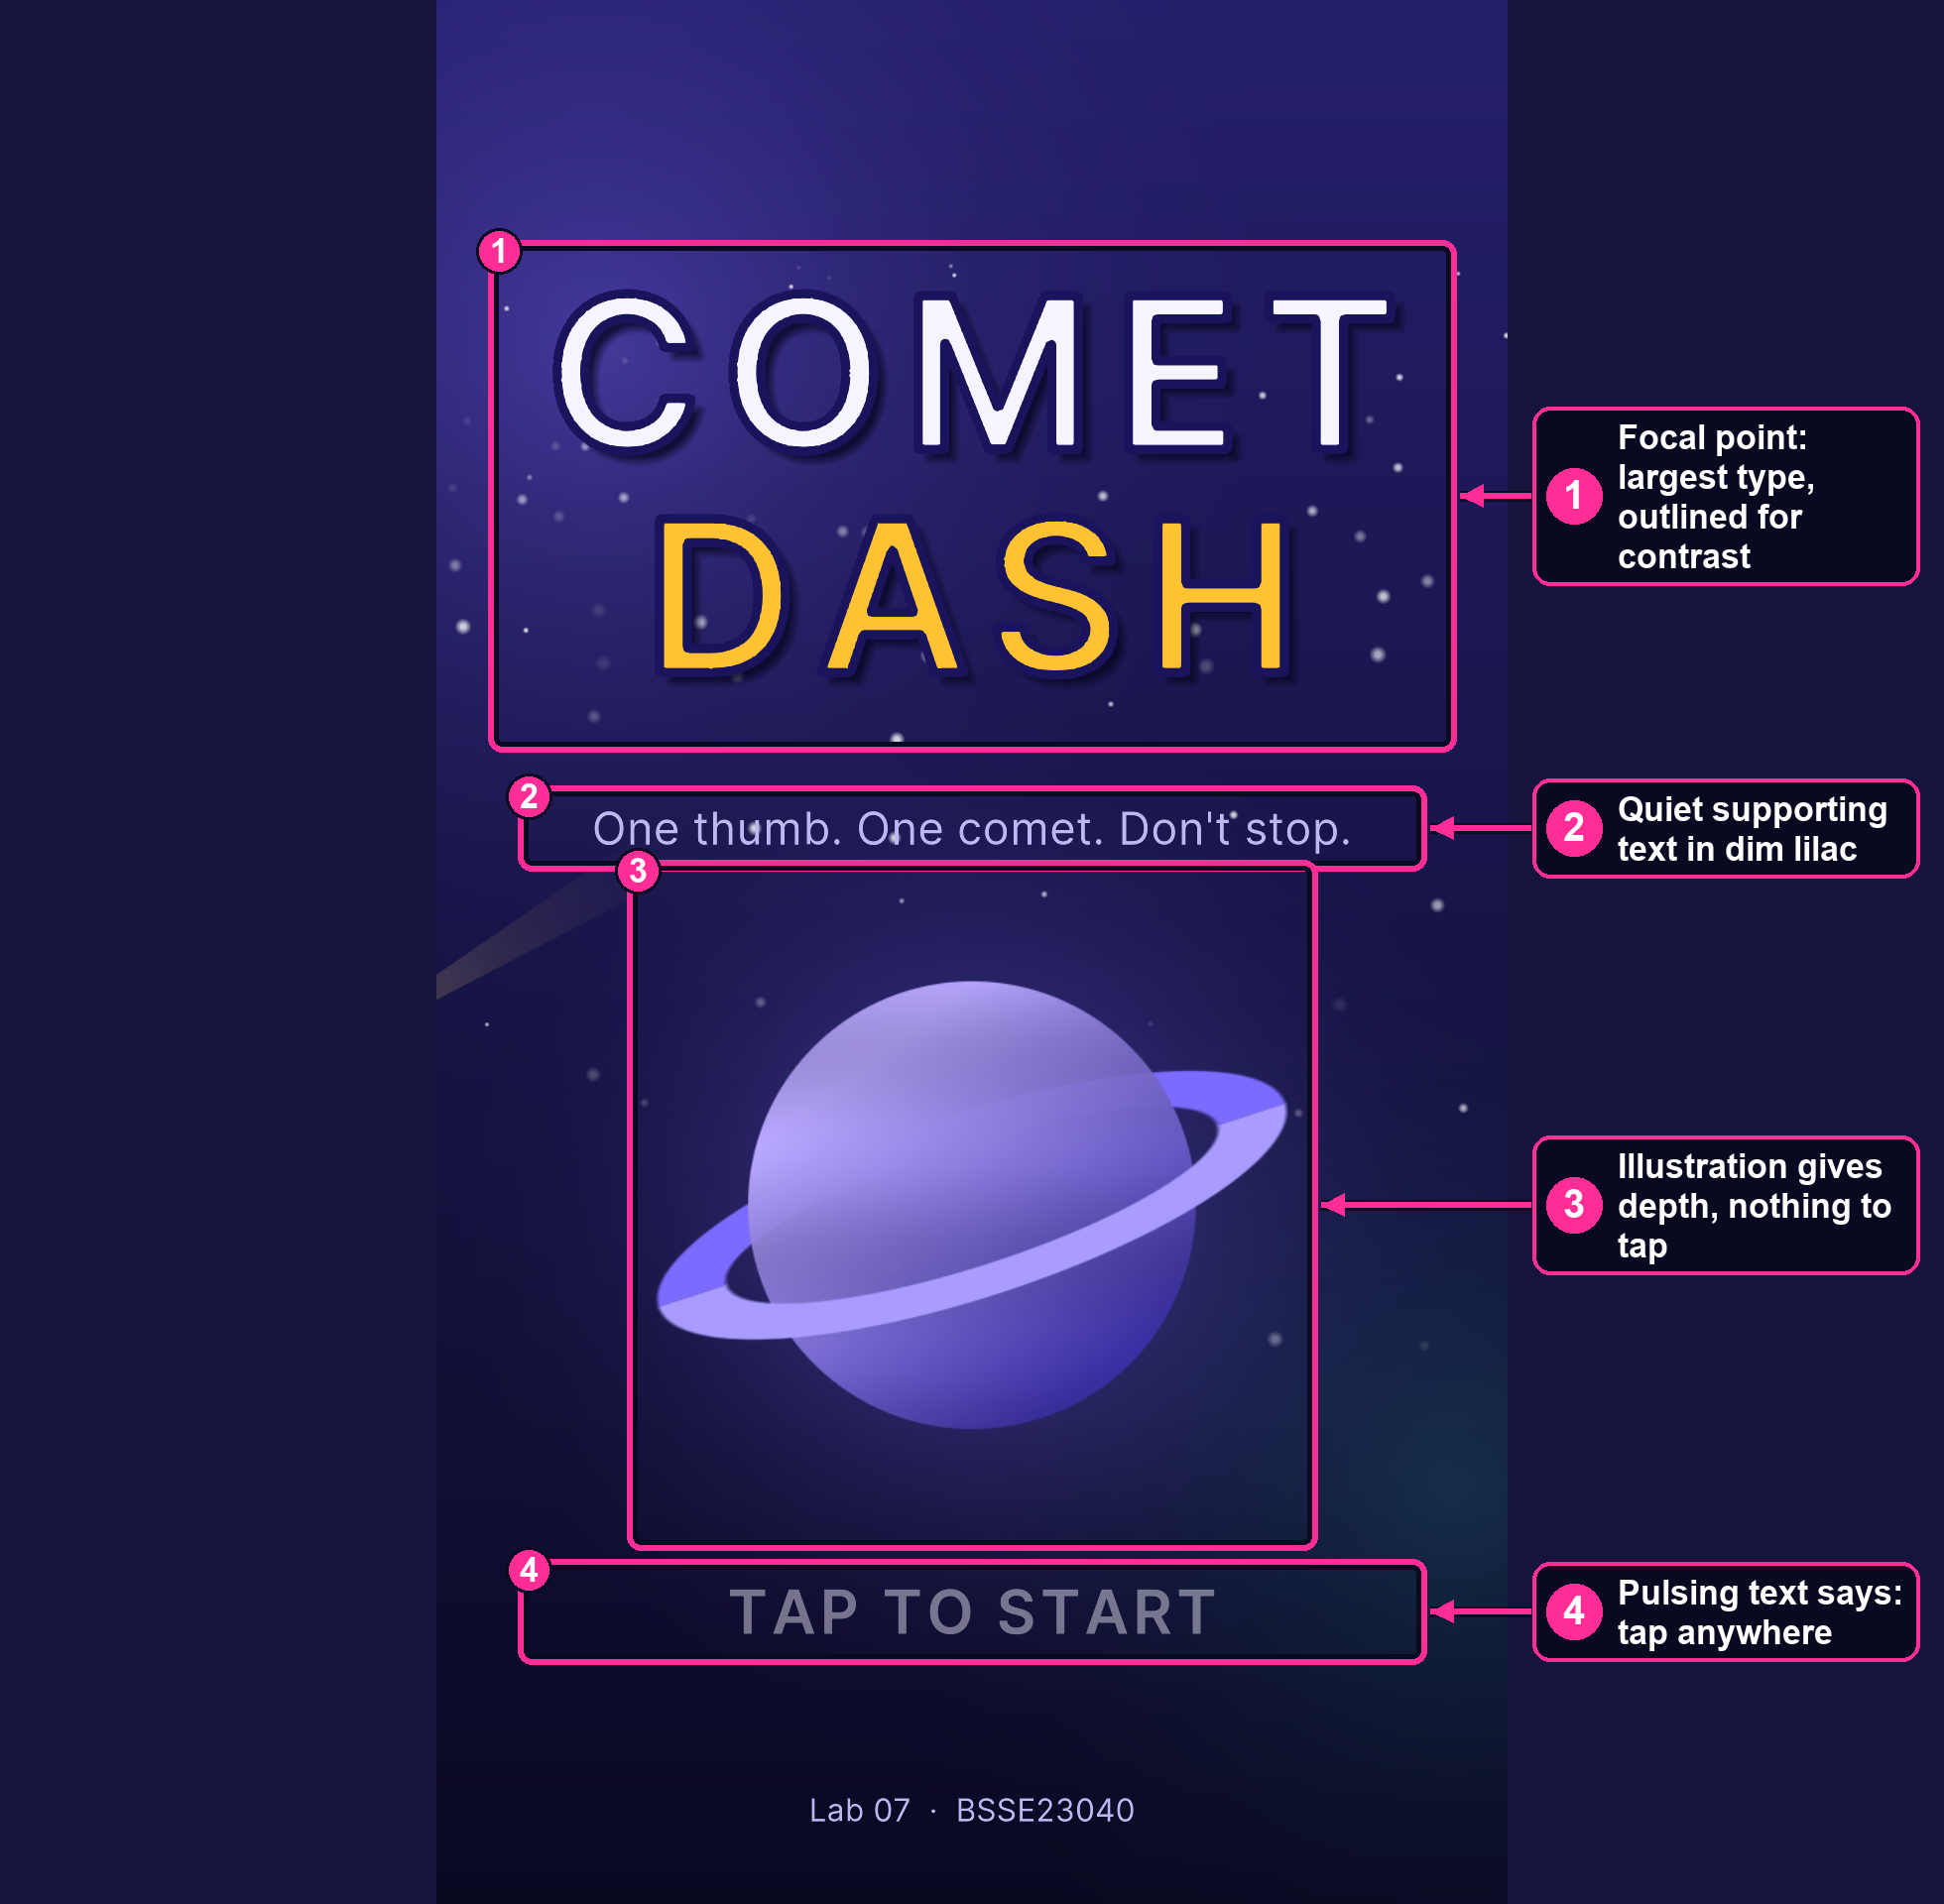 1
COMET
DASH
1
Focal point:
largest type,
outlined for
contrast
2
One thumb. One comet. Don't stop.
2
Quiet supporting
text in dim lilac
3
3
Illustration gives
depth, nothing to
tap
4
TAP TO START
4
Pulsing text says:
tap anywhere
Lab 07 · BSSE23040